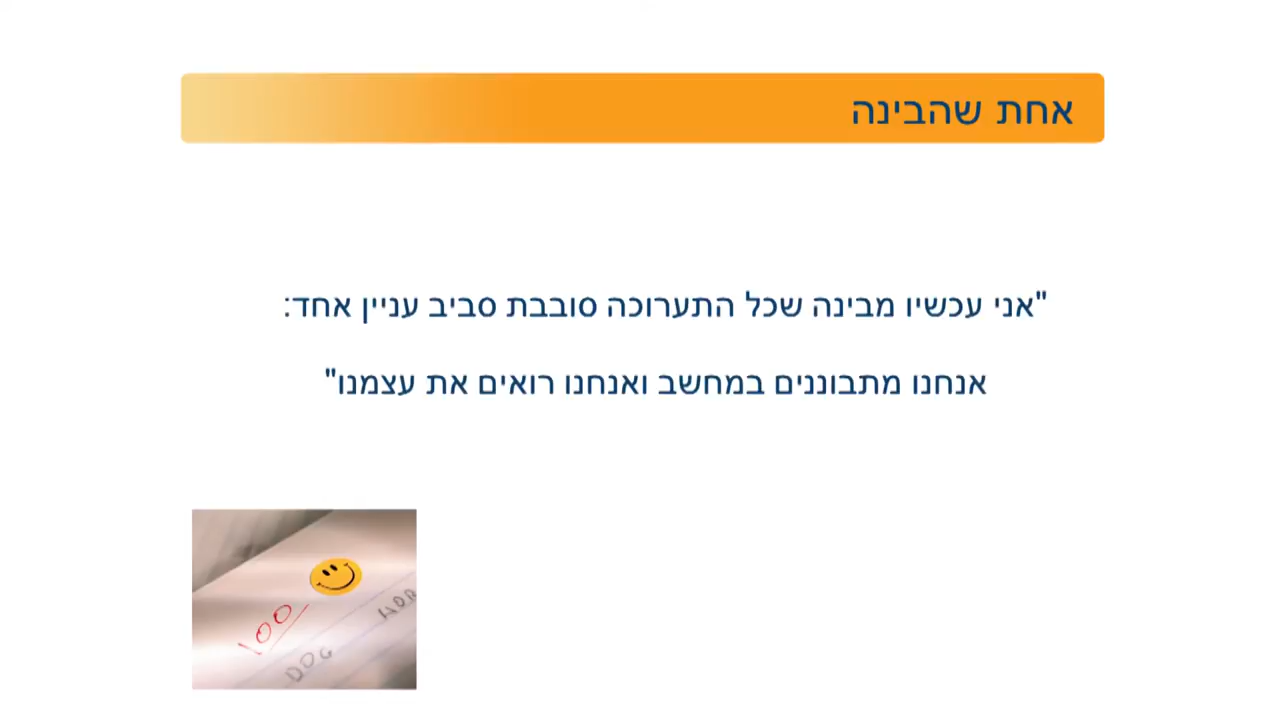 אחת שהבינה
"אני עכשיו מבינה שכל התערוכה סובבת סביב עניין אחד:
אנחנו מתבוננים במחשב ואנחנו רואים את עצמנו"
100
DOG